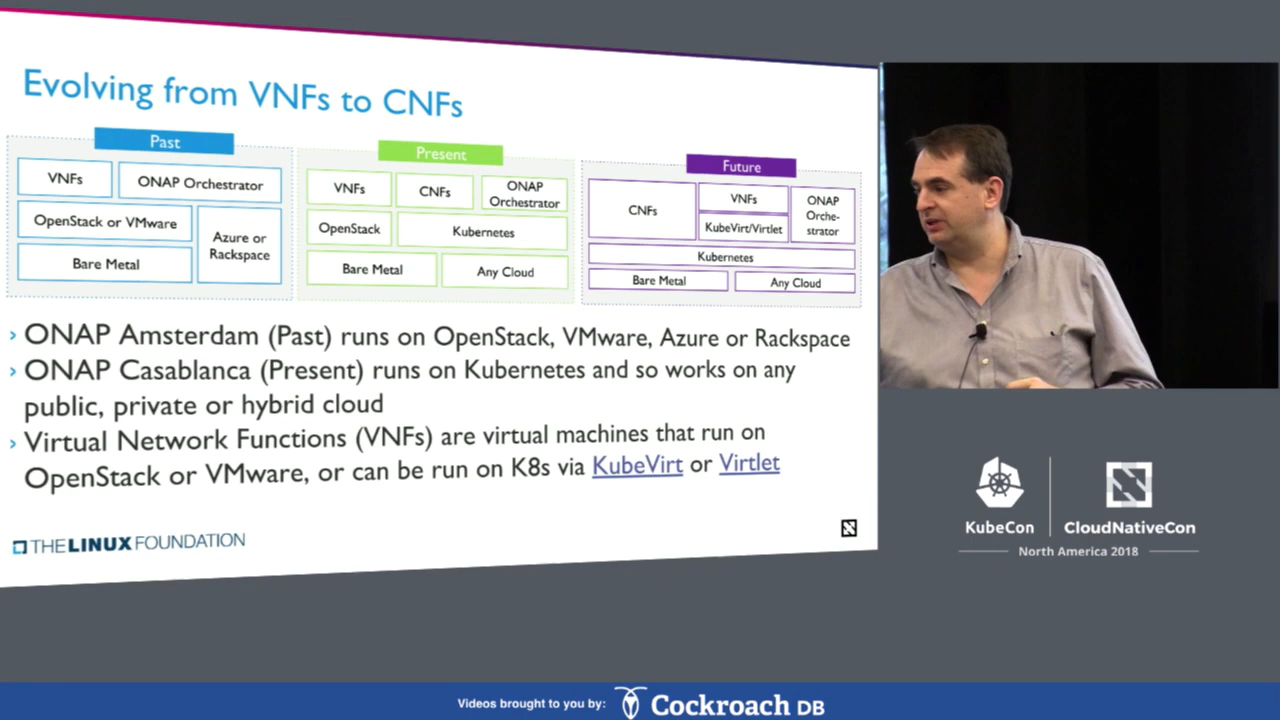 Evolving from VNFs to CNFs
Past
VNFs
ONAP Orchestrator
OpenStack or VMware
Azure or
Rackspace
Bare Metal
Present
VNFs
CNFs
ONAP
Orchestrator
OpenStack
Kubernetes
Bare Metal
Any Cloud
Future
CNFs
VNFs
KubeVirt/Virtlet
ONAP
Orche-
strator
Kubernetes
Bare Metal
Any Cloud
› ONAP Amsterdam (Past) runs on OpenStack, VMware, Azure or Rackspace
› ONAP Casablanca (Present) runs on Kubernetes and so works on any
public, private or hybrid cloud
› Virtual Network Functions (VNFs) are virtual machines that run on
OpenStack or VMware, or can be run on K8s via KubeVirt or Virtlet
THE LINUX FOUNDATION
KubeCon
CloudNativeCon
North America 2018
Videos brought to you by:
Cockroach DB